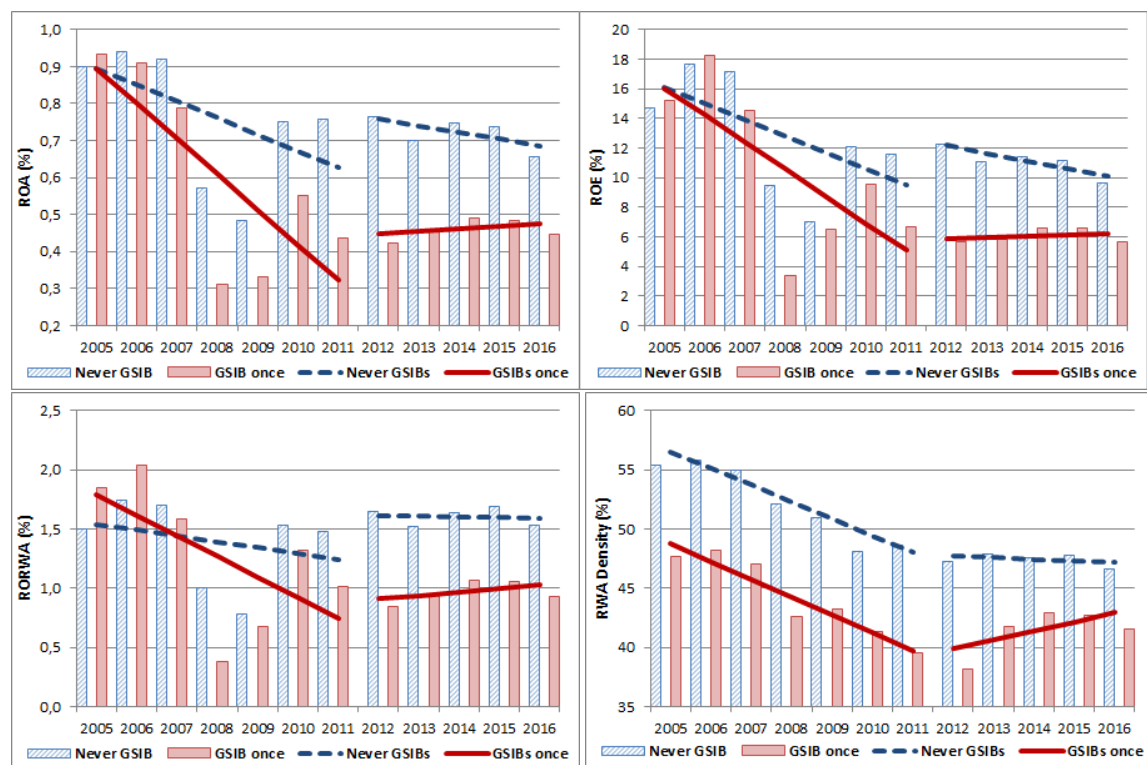 ROA (%)
1,0
0,9
0,8
0,7
0,6
0,5
0,4
0,3
0,2
2005 2006 2007 2008 2009 2010 2011 2012 2013 2014 2015 2016
Never GSIB GSIB once Never GSIBs GSIBs once
ROE (%)
20
18
16
14
12
10
8
6
4
2
0
2005 2006 2007 2008 2009 2010 2011 2012 2013 2014 2015 2016
Never GSIB GSIB once Never GSIBs GSIBs once
RORWA (%)
2,5
2,0
1,5
1,0
0,5
0,0
2005 2006 2007 2008 2009 2010 2011 2012 2013 2014 2015 2016
Never GSIB GSIB once Never GSIBs GSIBs once
RWA Density (%)
60
55
50
45
40
35
2005 2006 2007 2008 2009 2010 2011 2012 2013 2014 2015 2016
Never GSIB GSIB once Never GSIBs GSIBs once